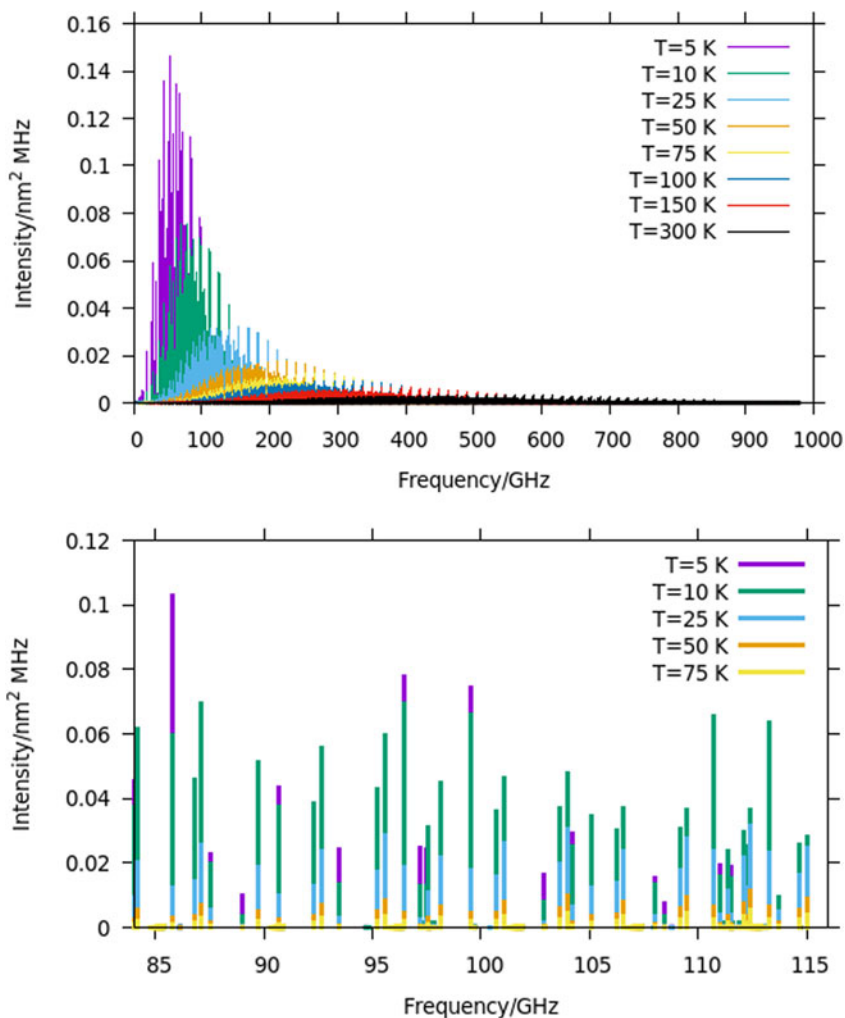 0.16
0.14
0.12
0.1
0.08
0.06
0.04
0.02
0
Intensity/nm² MHz
T=5 K
T=10 K
T=25 K
T=50 K
T=75 K
T=100 K
T=150 K
T=300 K
0 100 200 300 400 500 600 700 800 900 1000
Frequency/GHz
0.12
0.1
0.08
0.06
0.04
0.02
0
Intensity/nm² MHz
T=5 K
T=10 K
T=25 K
T=50 K
T=75 K
85 90 95 100 105 110 115
Frequency/GHz